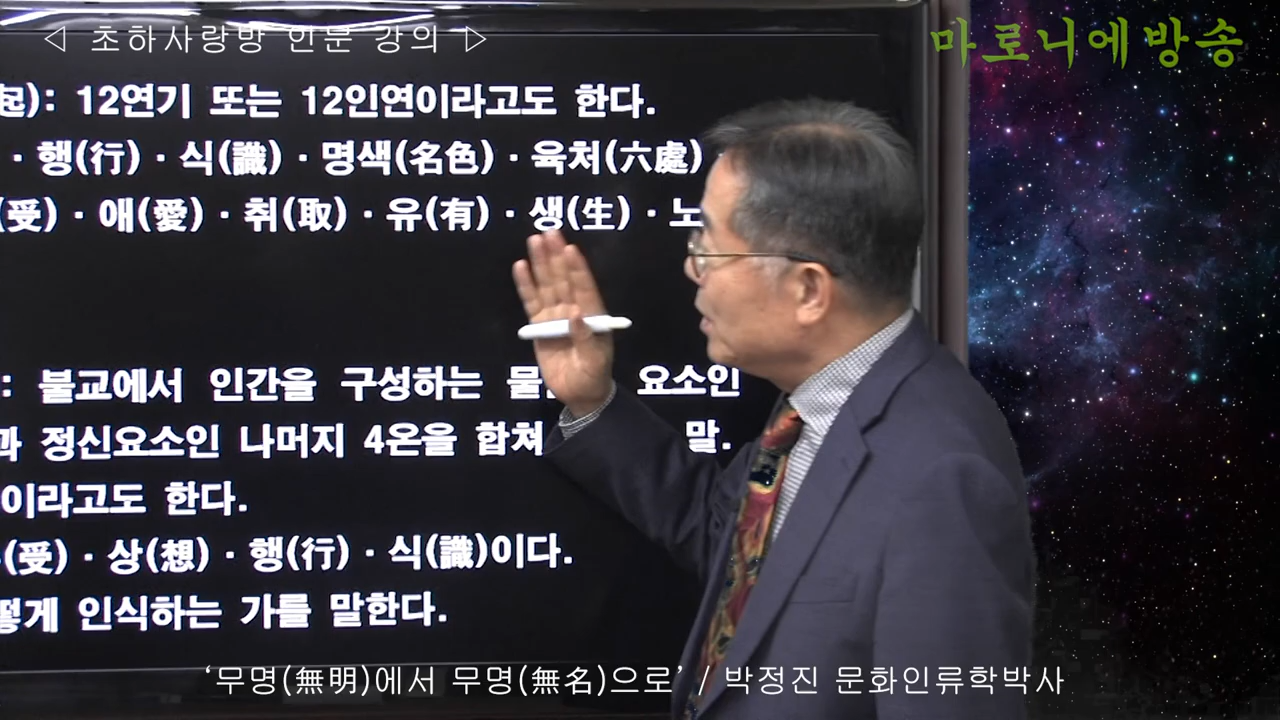 ◁ 초하사랑방 인문 강의 ▷
마로니에방송
起): 12연기 또는 12인연이라고도 한다.
· 행(行) · 식(識) · 명색(名色) · 육처(六處)
(受) · 애(愛) · 취(取) · 유(有) · 생(生) · 노
: 불교에서 인간을 구성하는 요소인
과 정신요소인 나머지 4온을 합쳐 말.
이라고도 한다.
(受) · 상(想) · 행(行) · 식(識)이다.
떻게 인식하는 가를 말한다.
‘무명(無明)에서 무명(無名)으로’ / 박정진 문화인류학박사